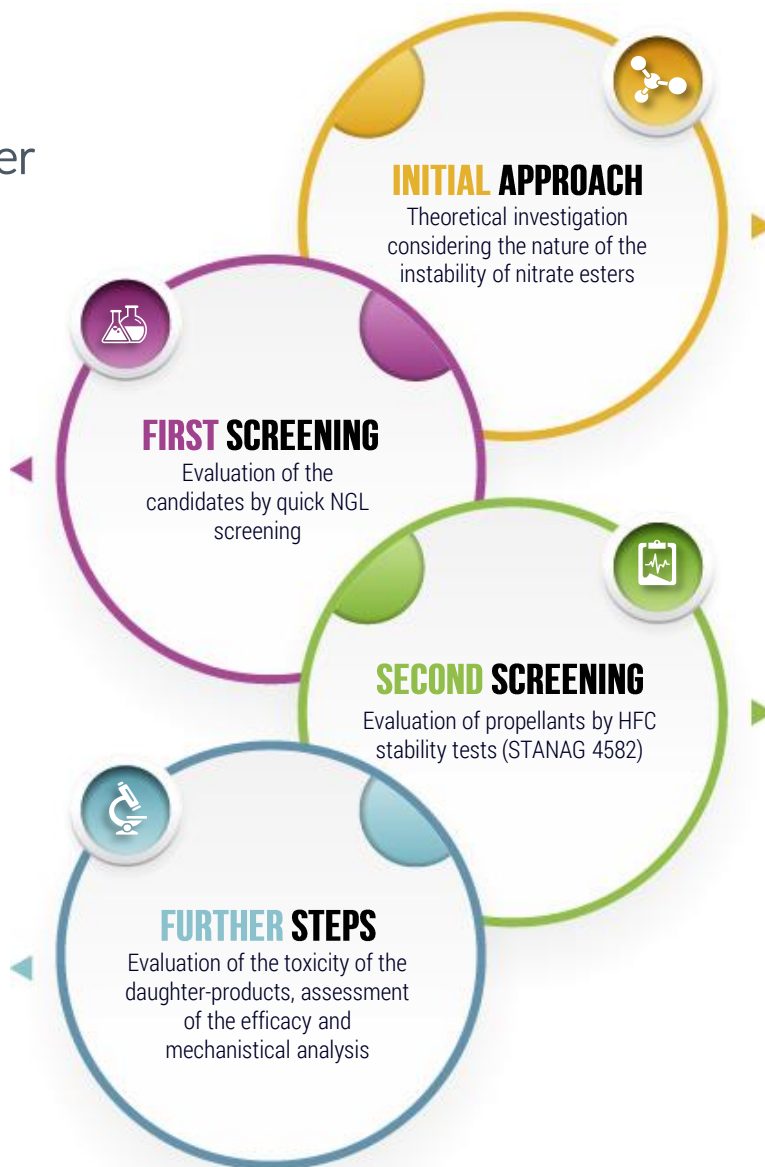 INITIAL APPROACH
Theoretical investigation
considering the nature of the
instability of nitrate esters
FIRST SCREENING
Evaluation of the
candidates by quick NGL
screening
SECOND SCREENING
Evaluation of propellants by HFC
stability tests (STANAG 4582)
FURTHER STEPS
Evaluation of the toxicity of the
daughter-products, assessment
of the efficacy and
mechanistical analysis